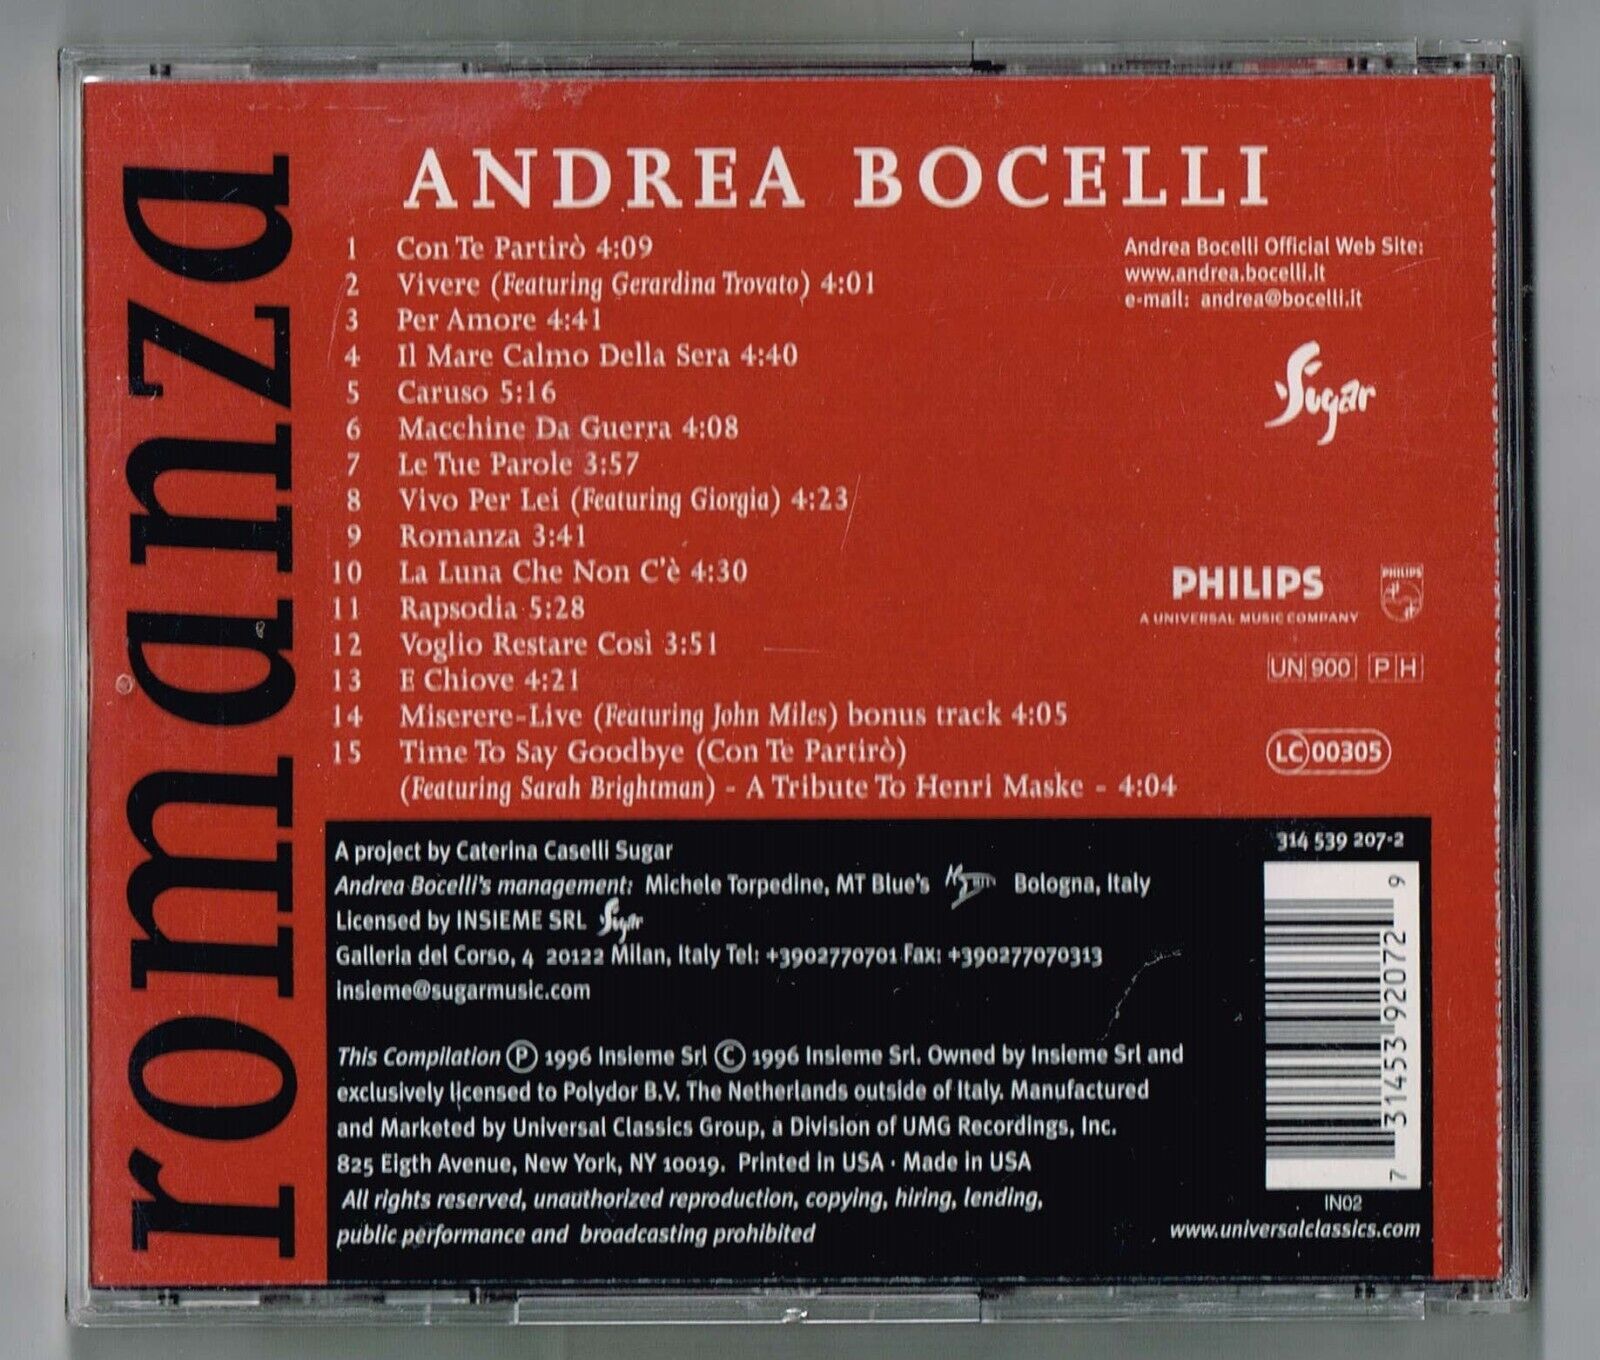 romanza
ANDREA BOCELLI
1 Con Te Partirò 4:09
2 Vivere (Featuring Gerardina Trovato) 4:01
3 Per Amore 4:41
4 Il Mare Calmo Della Sera 4:40
5 Caruso 5:16
6 Macchine Da Guerra 4:08
7 Le Tue Parole 3:57
8 Vivo Per Lei (Featuring Giorgia) 4:23
9 Romanza 3:41
10 La Luna Che Non C'è 4:30
11 Rapsodia 5:28
12 Voglio Restare Così 3:51
13 E Chiove 4:21
14 Miserere-Live (Featuring John Miles) bonus track 4:05
15 Time To Say Goodbye (Con Te Partirò)
(Featuring Sarah Brightman) - A Tribute To Henri Maske - 4:04
Andrea Bocelli Official Web Site:
www.andrea.bocelli.it
e-mail: andrea@bocelli.it
Sugar
PHILIPS PHILIPS
A UNIVERSAL MUSIC COMPANY
UN 900 P H
LC 00305
A project by Caterina Caselli Sugar
Andrea Bocelli's management: Michele Torpedine, MT Blue's Bologna, Italy
Licensed by INSIEME SRL Sugar
Galleria del Corso, 4 20122 Milan, Italy Tel: +3902770701 Fax: +390277070313
insieme@sugarmusic.com
This Compilation Ⓟ 1996 Insieme Srl © 1996 Insieme Srl. Owned by Insieme Srl and
exclusively licensed to Polydor B.V. The Netherlands outside of Italy. Manufactured
and Marketed by Universal Classics Group, a Division of UMG Recordings, Inc.
825 Eigth Avenue, New York, NY 10019. Printed in USA · Made in USA
All rights reserved, unauthorized reproduction, copying, hiring, lending,
public performance and broadcasting prohibited
314 539 207-2
7 31453 92072 9
IN02
www.universalclassics.com